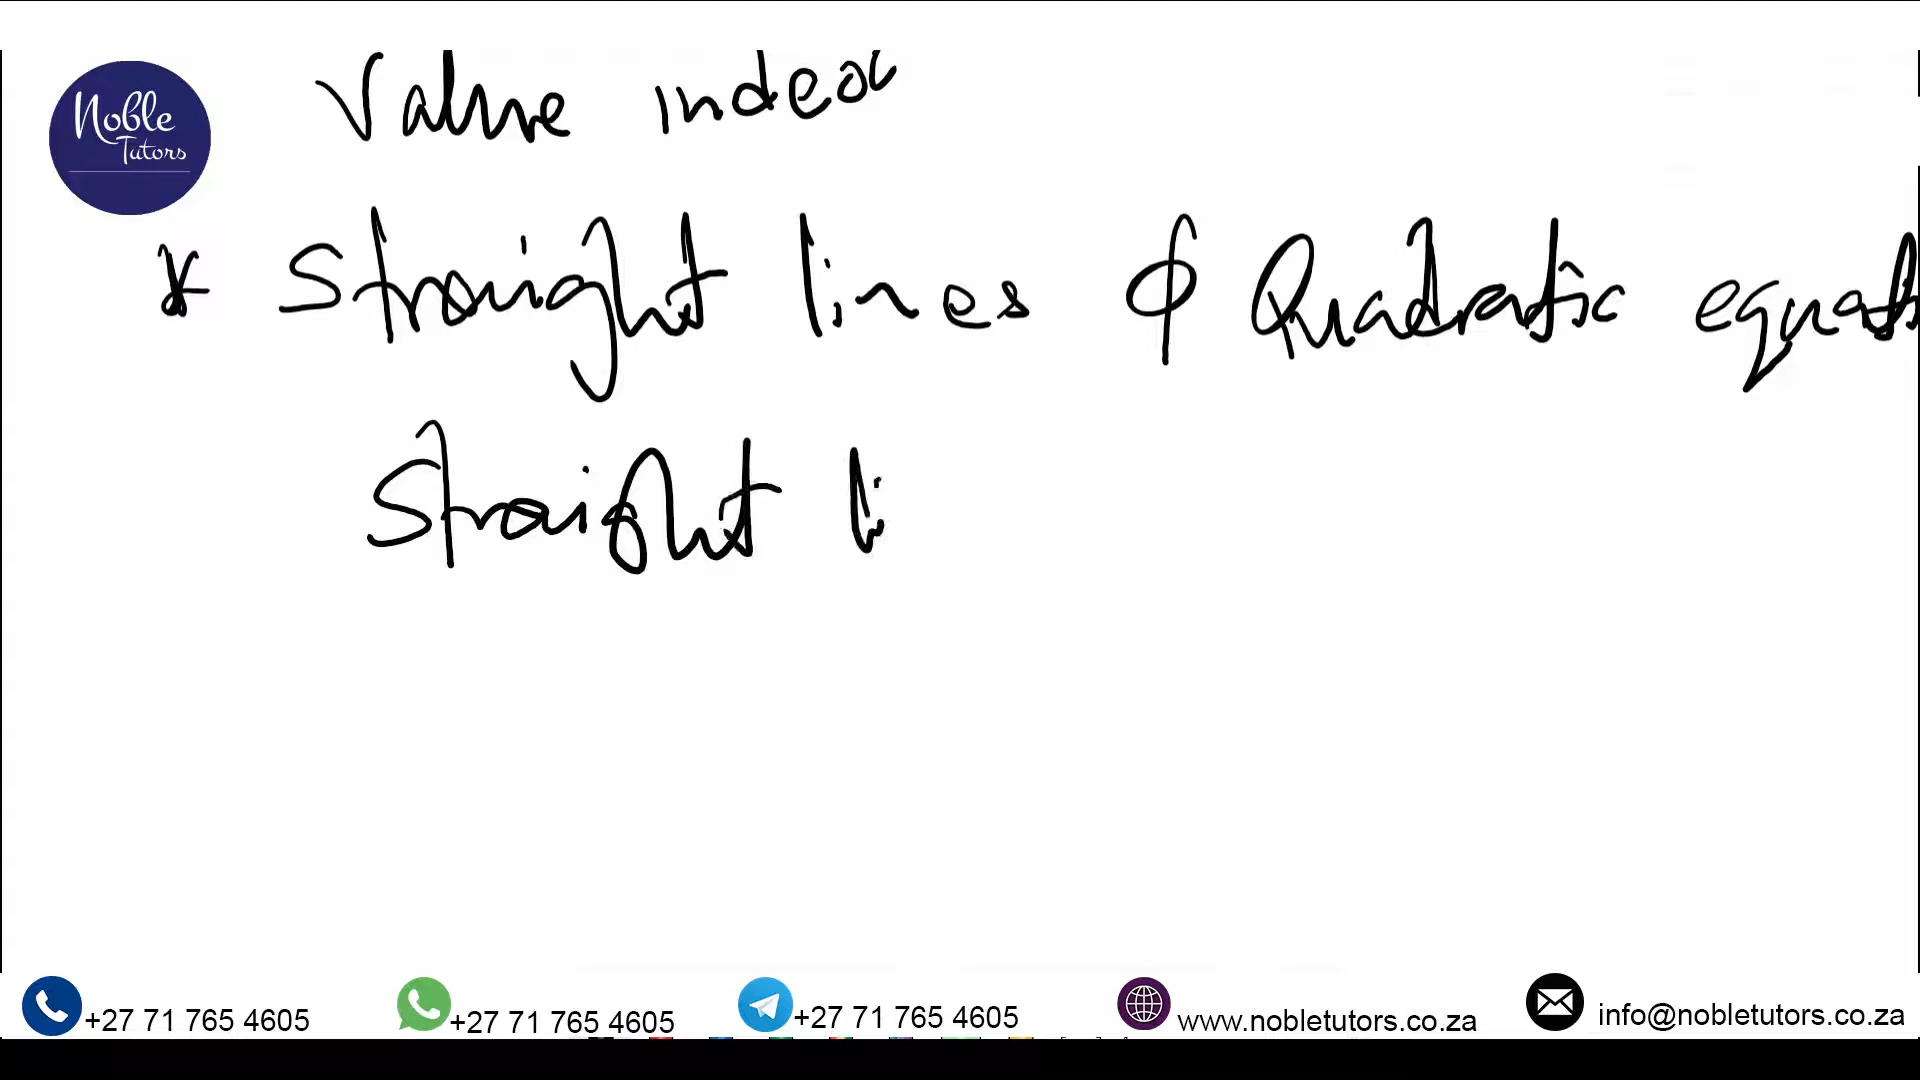 Value index
Noble
Tutors
* Straight lines & Quadratic equat
Straight li
+27 71 765 4605
+27 71 765 4605
+27 71 765 4605
www.nobletutors.co.za
info@nobletutors.co.za